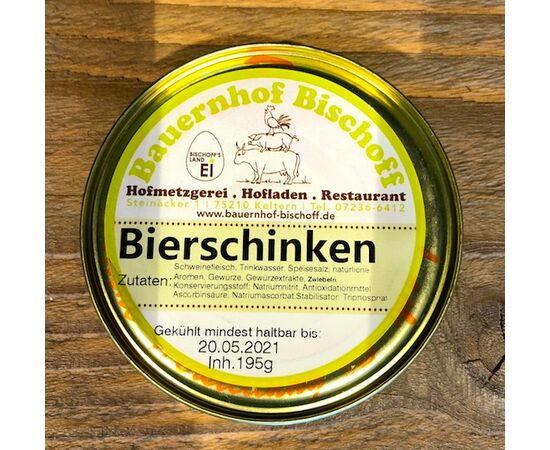 Bauernhof Bischoff
BISCHOFF'S
LAND
Ei
Hofmetzgerei . Hofladen . Restaurant
Steinäcker 1 | 75210 Keltern | Tel. 07236-6412
www.bauernhof-bischoff.de
Bierschinken
Schweinefleisch, Trinkwasser, Speisesalz, natürliche
Zutaten: Aromen, Gewürze, Gewürzextrakte, Zwiebeln.
Konservierungsstoff: Natriumnitrit, Antioxidationmittel
Ascorbinsäure, Natriumascorbat.Stabilisator:
Gekühlt mindest haltbar bis:
20.05.2021
Inh.195g